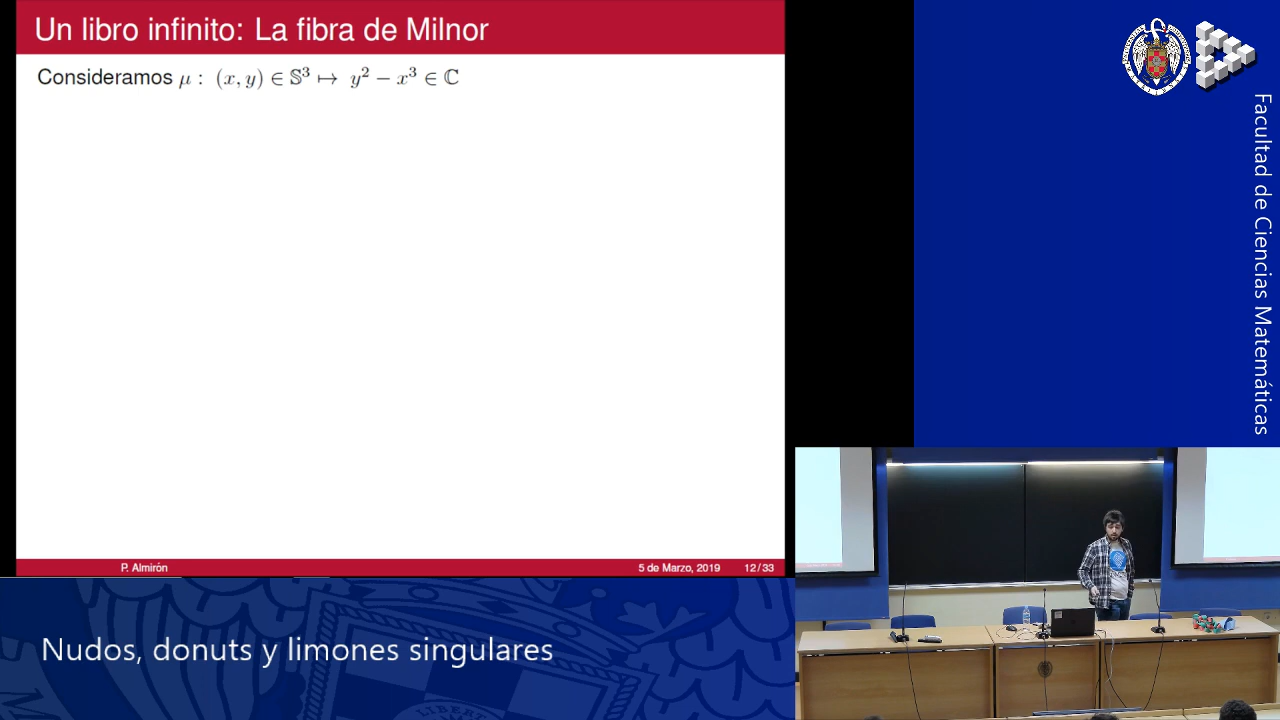 Un libro infinito: La fibra de Milnor
Consideramos μ : (x, y) ∈ 𝕊³ ↦ y² − x³ ∈ ℂ
P. Almirón
5 de Marzo, 2019
12/33
Nudos, donuts y limones singulares
Facultad de Ciencias Matemáticas
LIBERT